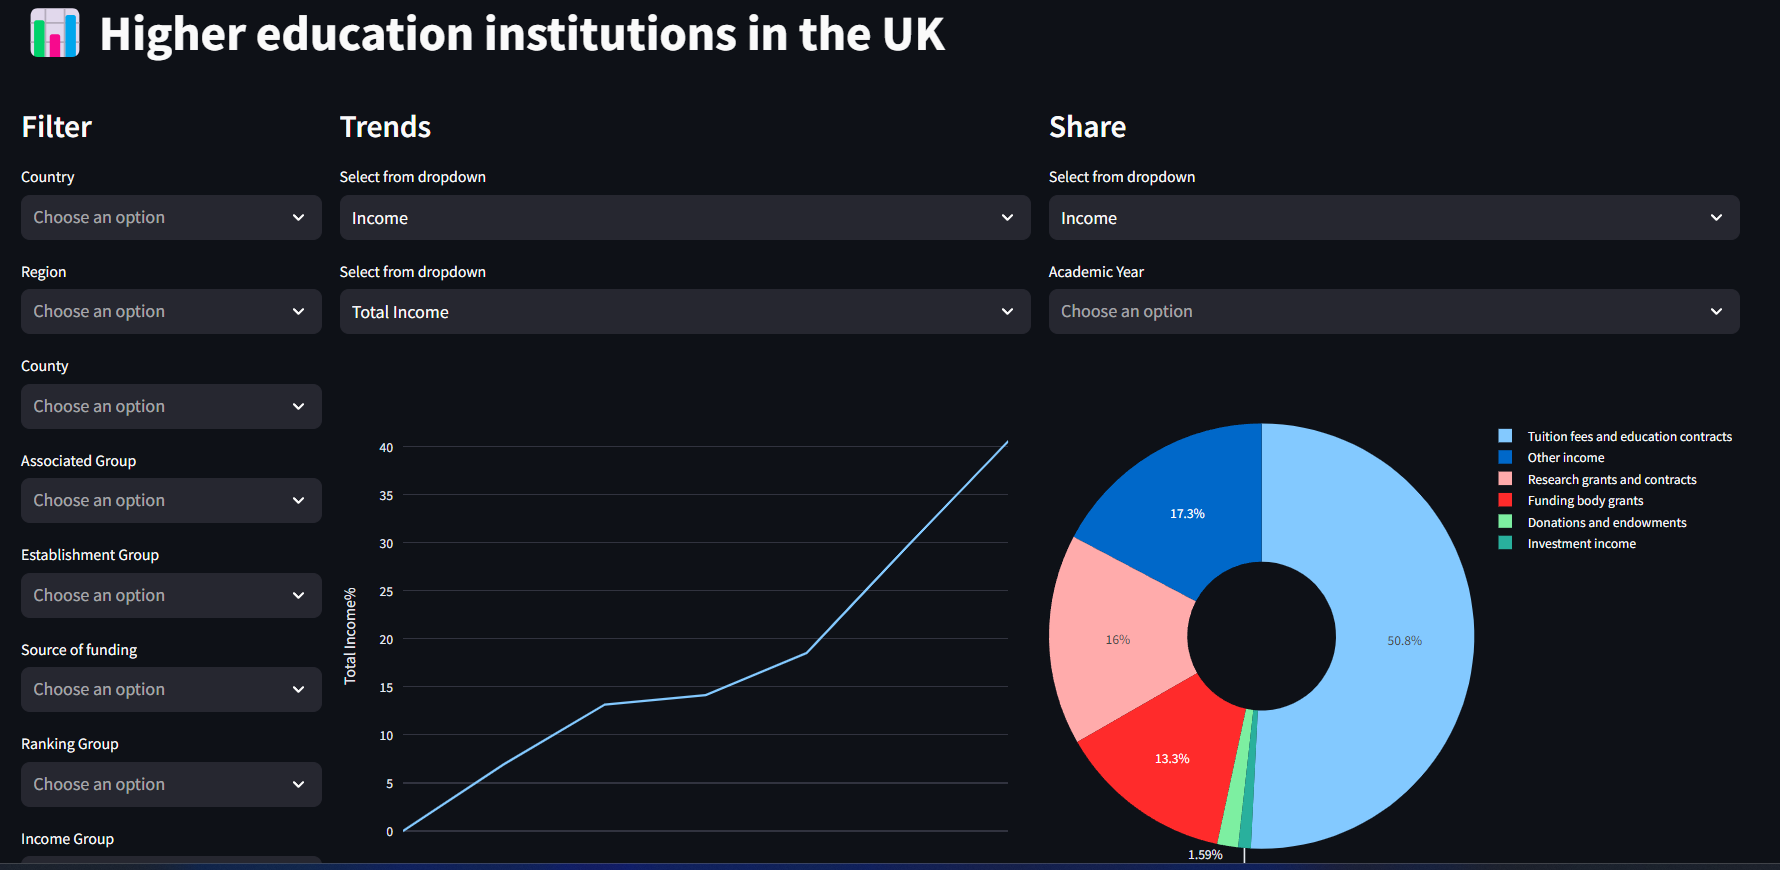 Higher education institutions in the UK
Filter
Country
Choose an option
Region
Choose an option
County
Choose an option
Associated Group
Choose an option
Establishment Group
Choose an option
Source of funding
Choose an option
Ranking Group
Choose an option
Income Group
Trends
Select from dropdown
Income
Select from dropdown
Total Income
Total Income%
40
35
30
25
20
15
10
5
0
Share
Select from dropdown
Income
Academic Year
Choose an option
17.3%
16%
50.8%
13.3%
1.59%
Tuition fees and education contracts
Other income
Research grants and contracts
Funding body grants
Donations and endowments
Investment income